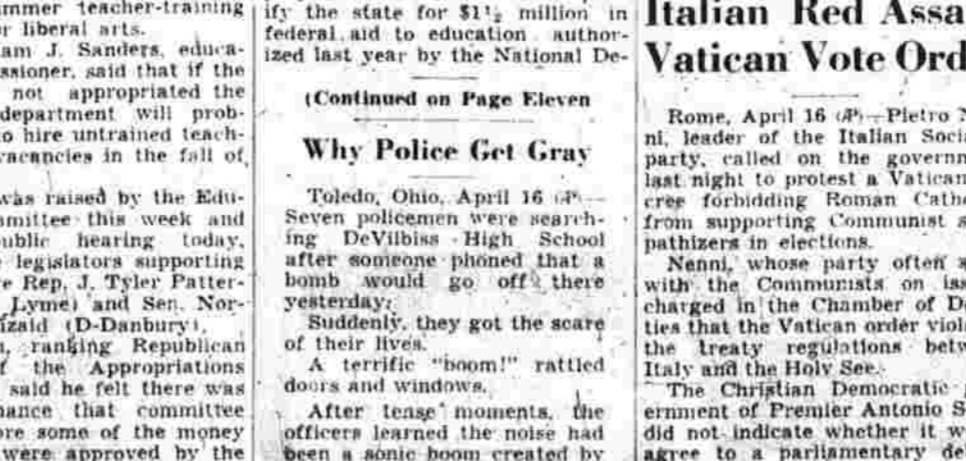 mmer teacher-training
r liberal arts.
am J. Sanders, educa-
ssioner, said that if the
not appropriated the
department will prob-
o hire untrained teach-
vacancies in the fall of
was raised by the Edu-
mmittee this week and
ublic hearing today,
legislators supporting
e Rep. J. Tyler Patter-
Lyme) and Sen. Nor-
izaid (D-Danbury),
ranking Republican
f the Appropriations
said he felt there was
hance that committee
ore some of the money
were approved by the
ify the state for $1½ million in
federal aid to education author-
ized last year by the National De-
(Continued on Page Eleven
Why Police Get Gray
Toledo, Ohio, April 16 (AP)—
Seven policemen were search-
ing DeVilbiss High School
after someone phoned that a
bomb would go off there
yesterday.
Suddenly, they got the scare
of their lives.
A terrific "boom!" rattled
doors and windows.
After tense moments, the
officers learned the noise had
been a sonic boom created by
Italian Red Assa
Vatican Vote Ord
Rome, April 16 (AP)—Pietro N
ni, leader of the Italian Socia
party, called on the governm
last night to protest a Vatican
cree forbidding Roman Catho
from supporting Communist s
pathizers in elections.
Nenni, whose party often s
with the Communists on iss
charged in the Chamber of De
ties that the Vatican order viol
the treaty regulations betw
Italy and the Holy See.
The Christian Democratic
ernment of Premier Antonio S
did not indicate whether it w
agree to a parliamentary de